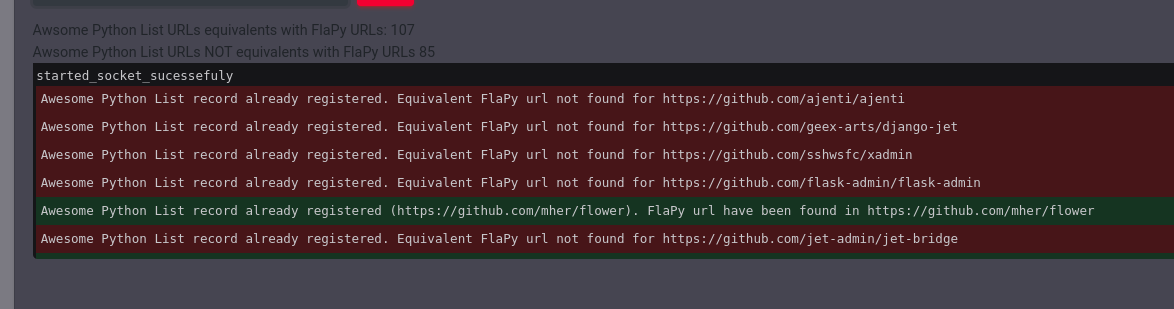 Awsome Python List URLs equivalents with FlaPy URLs: 107
Awsome Python List URLs NOT equivalents with FlaPy URLs 85
started_socket_sucessefuly
Awesome Python List record already registered. Equivalent FlaPy url not found for https://github.com/ajenti/ajenti
Awesome Python List record already registered. Equivalent FlaPy url not found for https://github.com/geex-arts/django-jet
Awesome Python List record already registered. Equivalent FlaPy url not found for https://github.com/sshwsfc/xadmin
Awesome Python List record already registered. Equivalent FlaPy url not found for https://github.com/flask-admin/flask-admin
Awesome Python List record already registered (https://github.com/mher/flower). FlaPy url have been found in https://github.com/mher/flower
Awesome Python List record already registered. Equivalent FlaPy url not found for https://github.com/jet-admin/jet-bridge